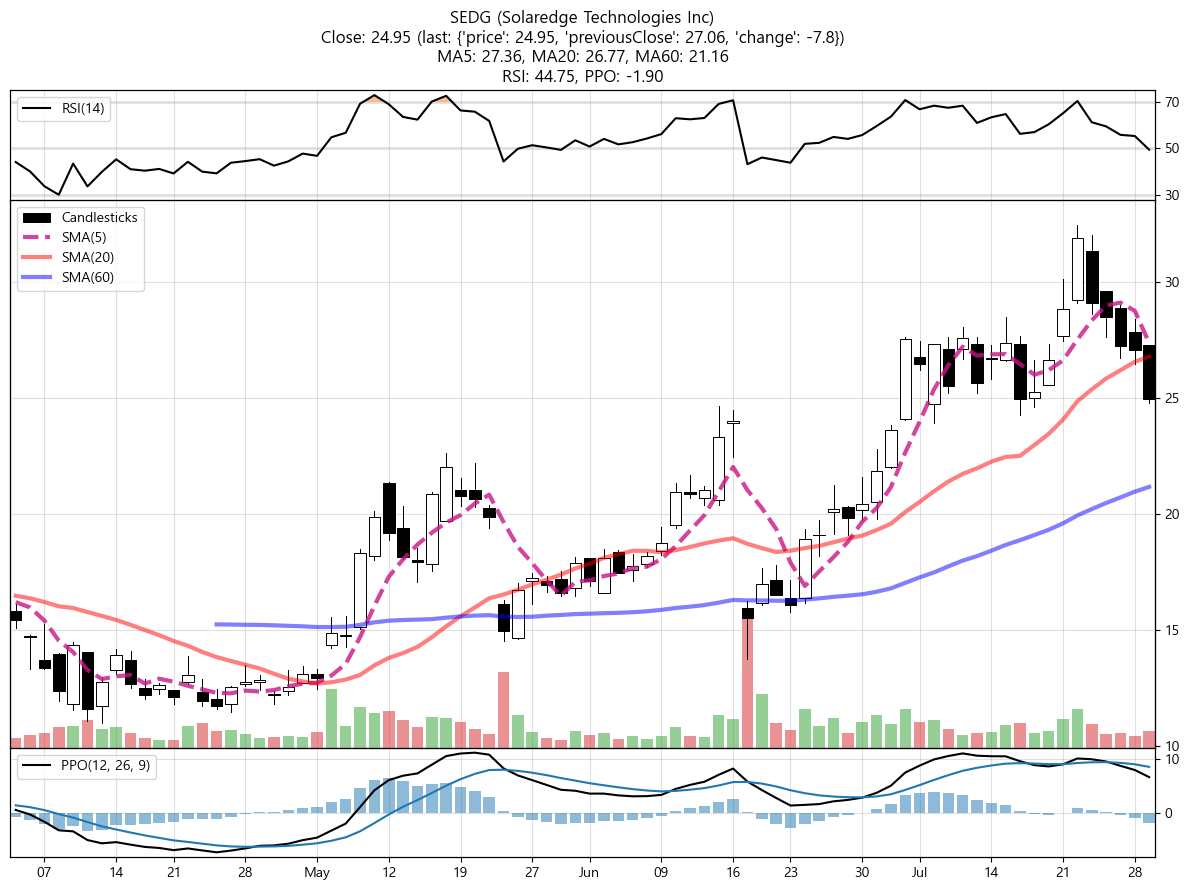 SEDG (Solaredge Technologies Inc)
Close: 24.95 (last: {'price': 24.95, 'previousClose': 27.06, 'change': -7.8})
MA5: 27.36, MA20: 26.77, MA60: 21.16
RSI: 44.75, PPO: -1.90
RSI(14)
70
50
30
Candlesticks
SMA(5)
SMA(20)
SMA(60)
30
25
20
15
10
PPO(12, 26, 9)
10
0
07 14 21 28 May 12 19 27 Jun 09 16 23 30 Jul 14 21 28